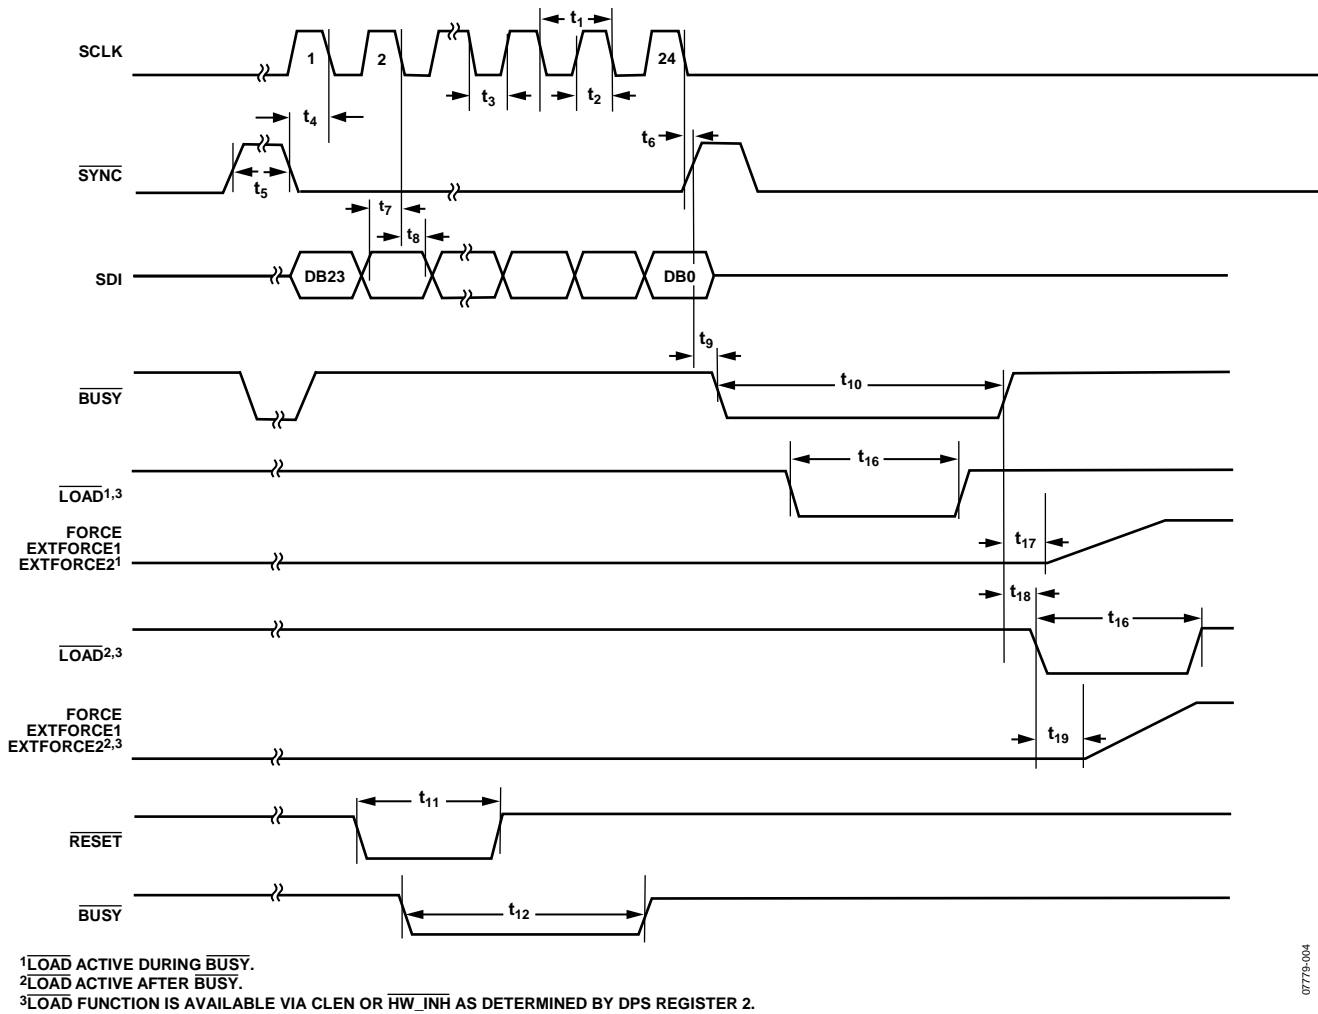 t1
SCLK
1
2
24
t3
t2
t4
t6
SYNC
t5
t7
t8
SDI
DB23
DB0
t9
t10
BUSY
t16
LOAD1,3
FORCE
EXTFORCE1
EXTFORCE21
t17
t18
t16
LOAD2,3
FORCE
EXTFORCE1
EXTFORCE22,3
t19
t11
RESET
t12
BUSY
1LOAD ACTIVE DURING BUSY.
2LOAD ACTIVE AFTER BUSY.
3LOAD FUNCTION IS AVAILABLE VIA CLEN OR HW_INH AS DETERMINED BY DPS REGISTER 2.
07779-004